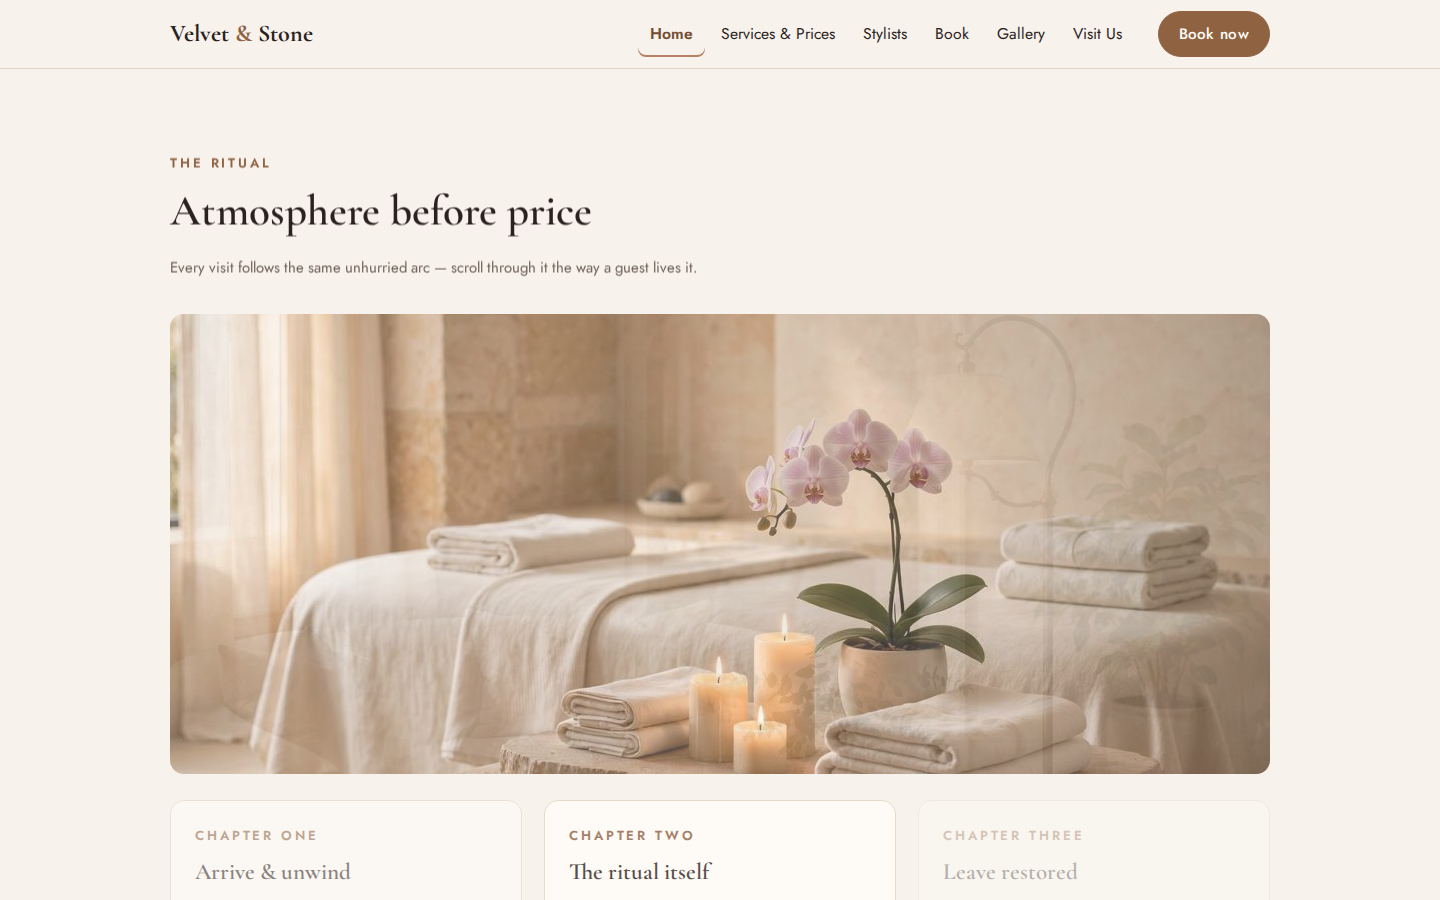 Velvet & Stone
Home
Services & Prices
Stylists
Book
Gallery
Visit Us
Book now
THE RITUAL
Atmosphere before price
Every visit follows the same unhurried arc — scroll through it the way a guest lives it.
CHAPTER ONE
Arrive & unwind
CHAPTER TWO
The ritual itself
CHAPTER THREE
Leave restored